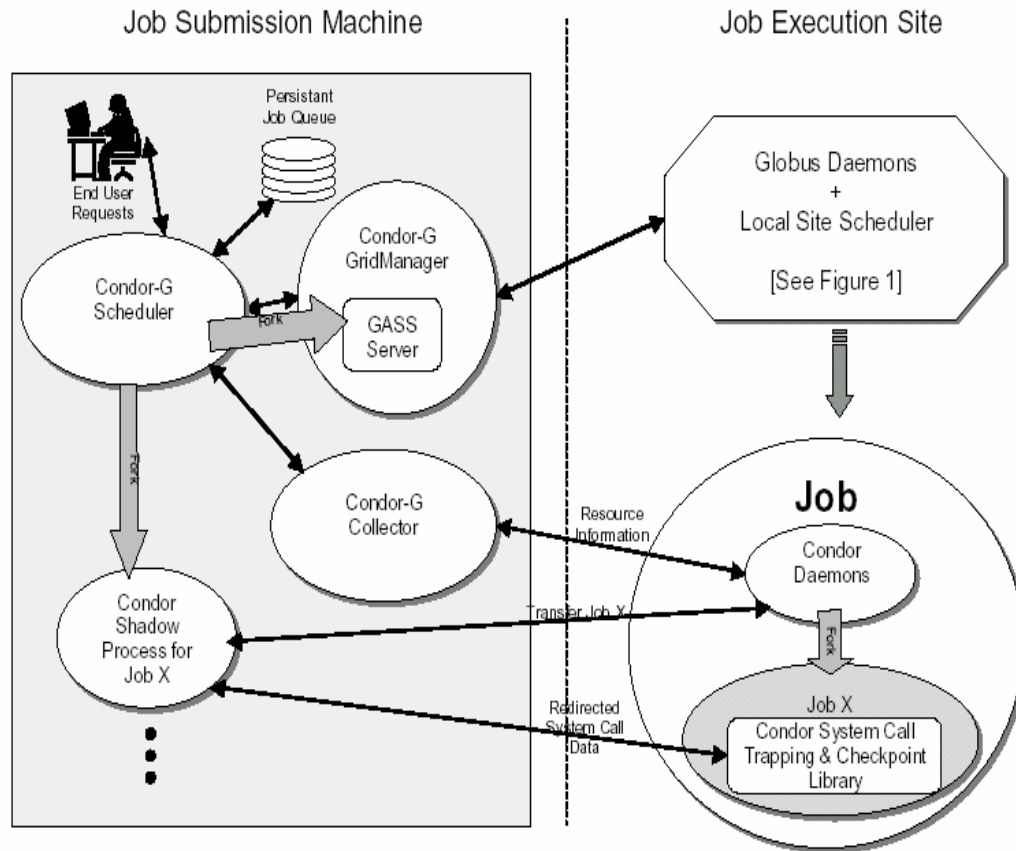 Job Submission Machine
Job Execution Site
Persistant
Job Queue
End User
Requests
Condor-G
GridManager
Condor-G
Scheduler
Fork
GASS
Server
Globus Daemons
+
Local Site Scheduler
[See Figure 1]
Fork
Condor-G
Collector
Resource
Information
Job
Condor
Daemons
Condor
Shadow
Process for
Job X
Transfer Job X
Fork
Redirected
System Call
Data
Job X
Condor System Call
Trapping & Checkpoint
Library